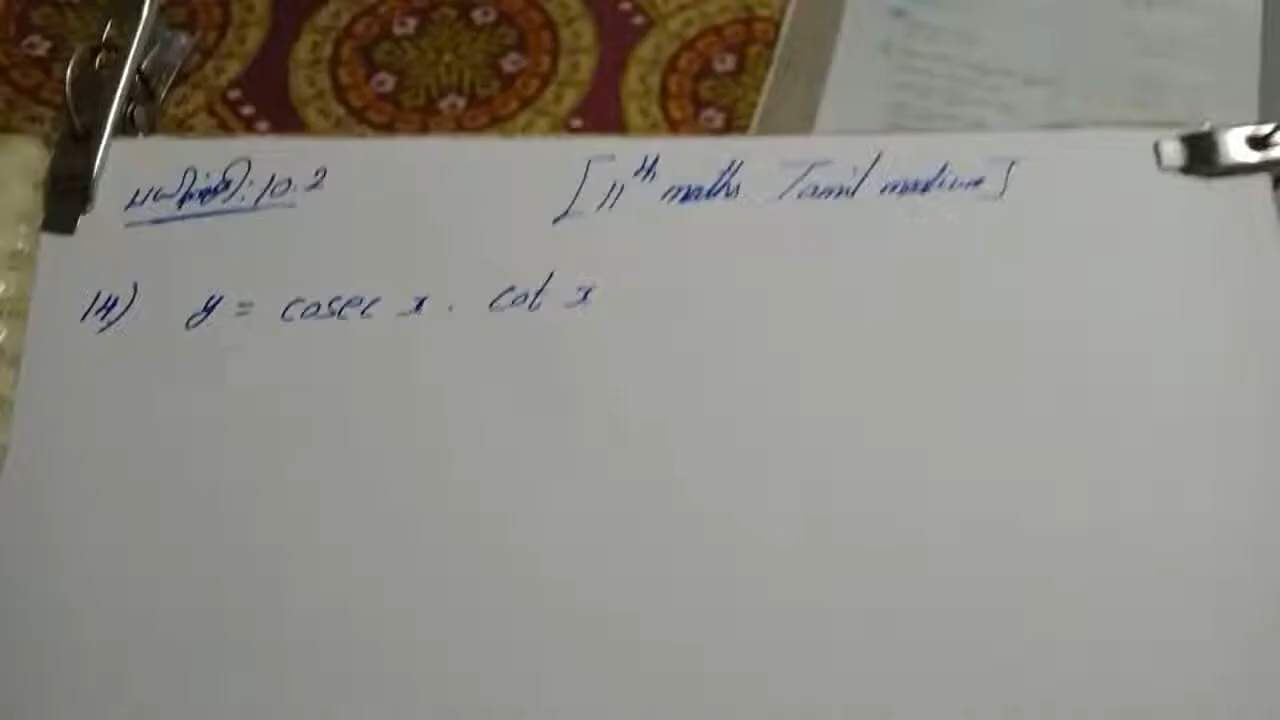 பயிற்சி: 10.2 [11th maths Tamil medium]
14) y = cosec x . cot x